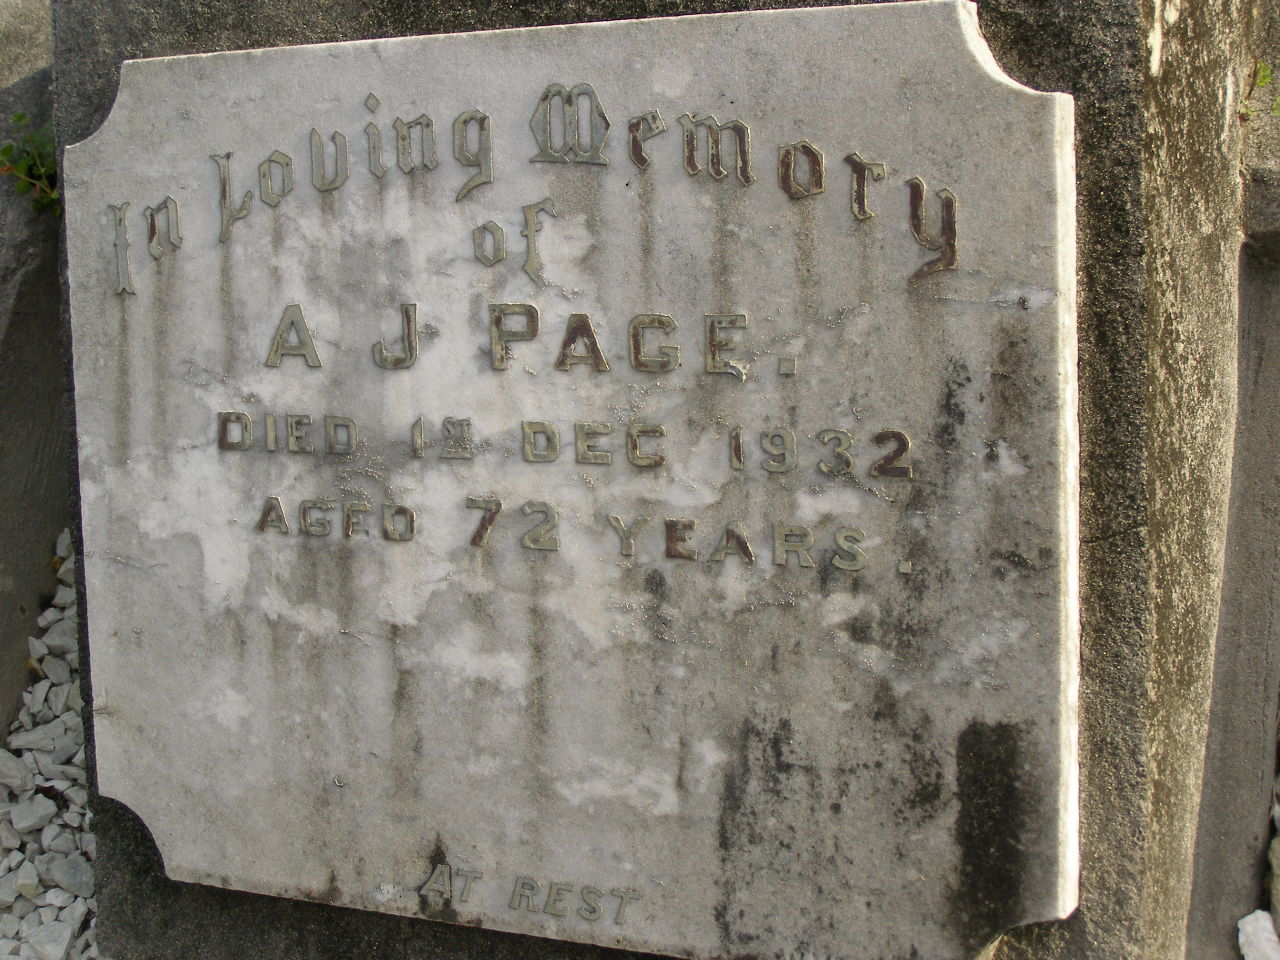 In Loving Memory
of
A J PAGE.
DIED 1ST DEC 1932
AGED 72 YEARS.
AT REST.